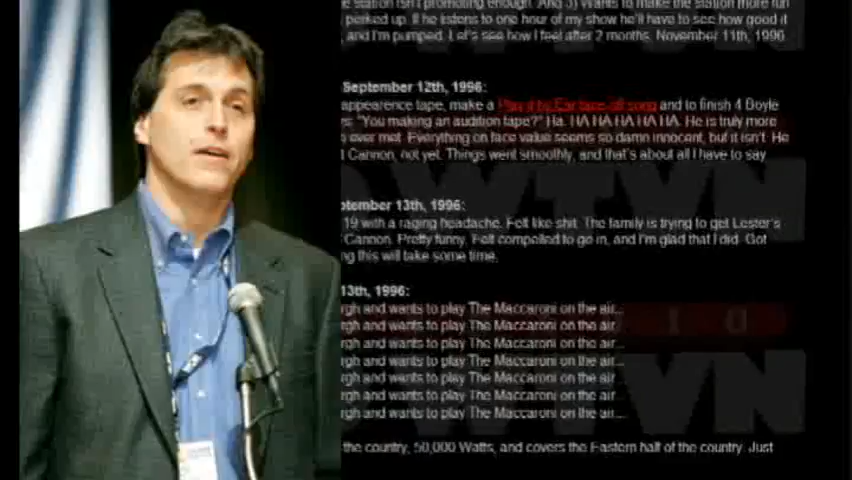 e station isn't promoting enough. And 3) Wants to make the station more fun
perked up. If he listens to one hour of my show he'll have to see how good it
, and I'm pumped. Let's see how I feel after 2 months. November 11th, 1996
September 12th, 1996:
appearence tape, make a Play it by Ear face-off song and to finish 4 Boyle
s: "You making an audition tape?" Ha. HA HA HA HA HA. He is truly more
s ever met. Everything on face value seems so damn innocent, but it isn't. He
t Cannon, not yet. Things went smoothly, and that's about all I have to say
ptember 13th, 1996:
19 with a raging headache. Felt like shit. The family is trying to get Lester's
Cannon. Pretty funny. Felt compelled to go in, and I'm glad that I did. Got
ng this will take some time.
13th, 1996:
rgh and wants to play The Maccaroni on the air...
rgh and wants to play The Maccaroni on the air...
rgh and wants to play The Maccaroni on the air...
rgh and wants to play The Maccaroni on the air...
rgh and wants to play The Maccaroni on the air...
rgh and wants to play The Maccaroni on the air...
rgh and wants to play The Maccaroni on the air...
the country, 50,000 Watts, and covers the Eastern half of the country. Just
WTVN
I O
WTVN